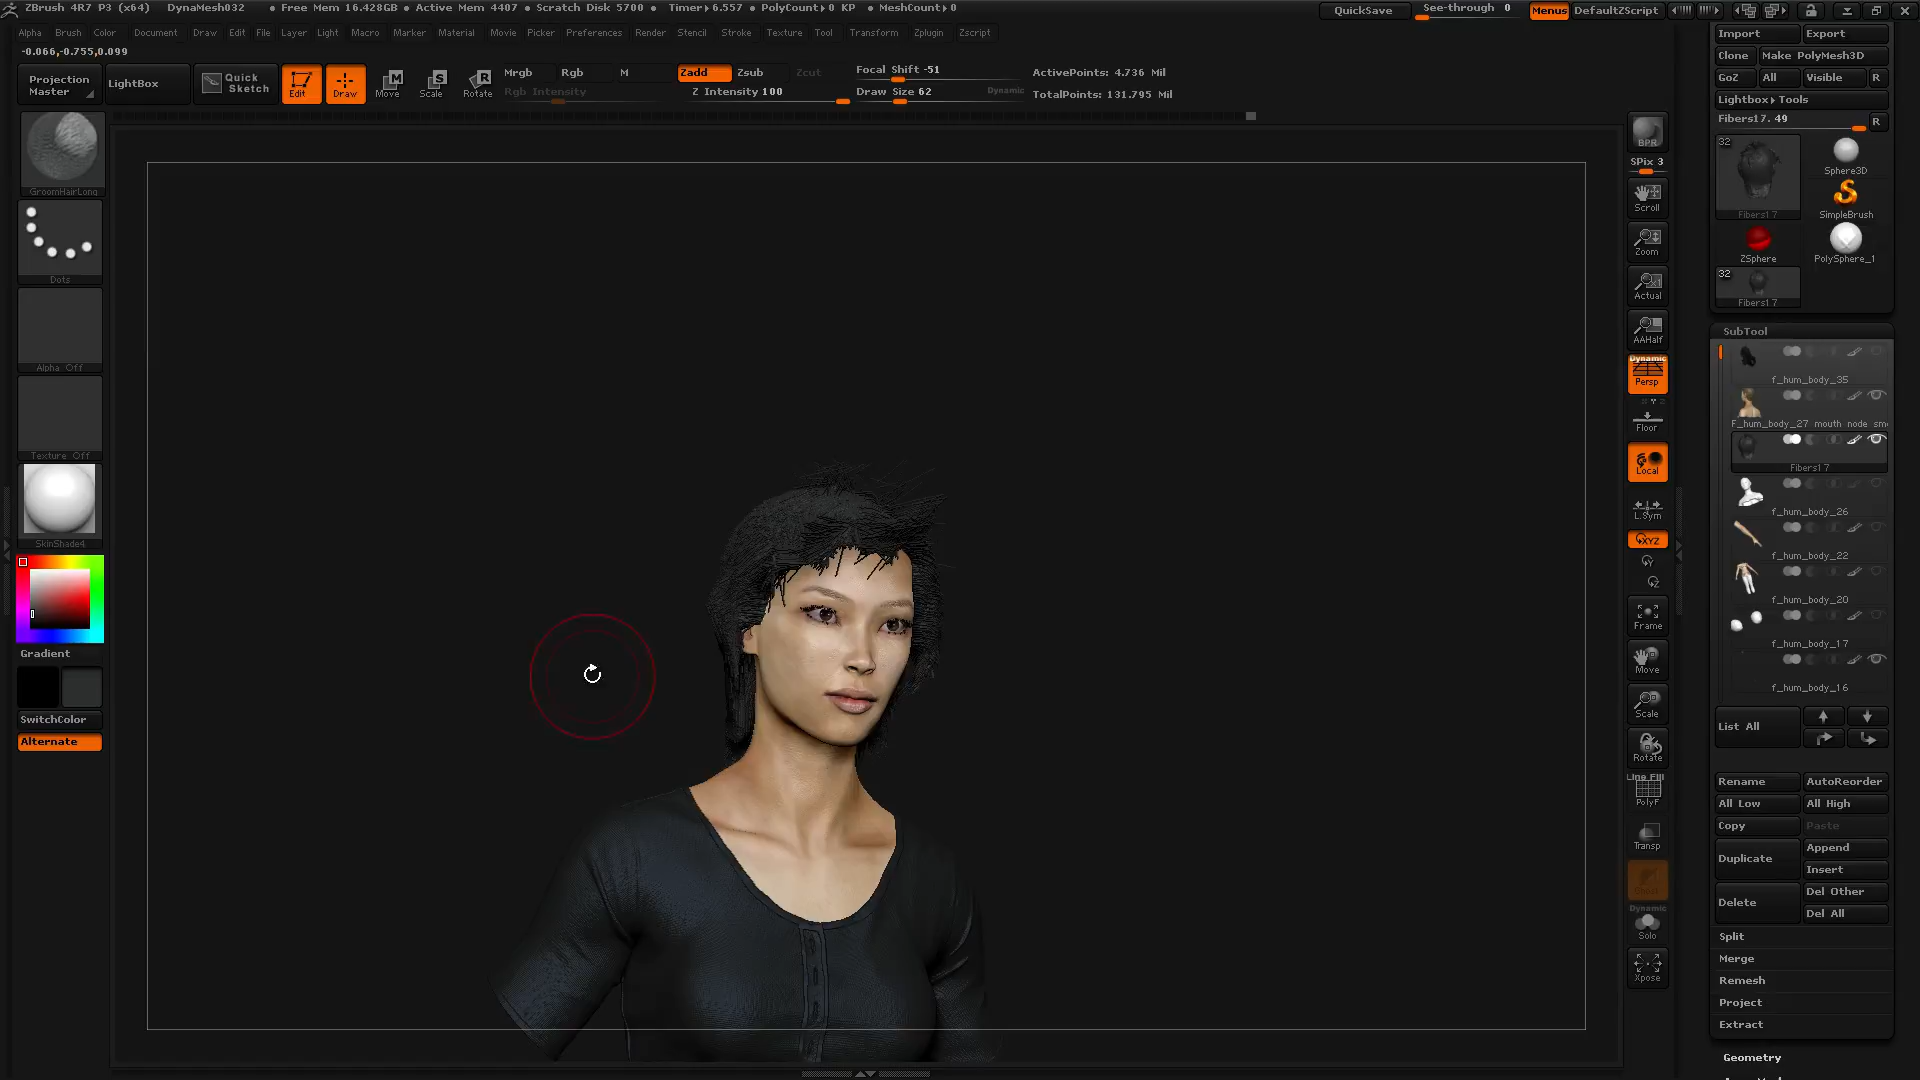 ZBrush 4R7 P3 (x64) DynaMesh032 • Free Mem 16.428GB • Active Mem 4407 • Scratch Disk 5700 • Timer▸6.557 • PolyCount▸0 KP • MeshCount▸0
QuickSave See-through 0 Menus DefaultZScript
Alpha Brush Color Document Draw Edit File Layer Light Macro Marker Material Movie Picker Preferences Render Stencil Stroke Texture Tool Transform Zplugin Zscript
-0.066,-0.755,0.099
Projection
Master
LightBox
Quick
Sketch
Edit
Draw
Move
Scale
Rotate
Mrgb Rgb M
Rgb Intensity
Zadd Zsub Zcut
Z Intensity 100
Focal Shift -51
Draw Size 62
Dynamic
ActivePoints: 4.736 Mil
TotalPoints: 131.795 Mil
GroomHairLong
Dots
Alpha Off
Texture Off
SkinShade4
Gradient
SwitchColor
Alternate
BPR
SPix 3
Scroll
Zoom
Actual
AAHalf
Dynamic
Persp
Floor
Local
L.Sym
XYZ
Y
Z
Frame
Move
Scale
Rotate
Line Fill
PolyF
Transp
Dynamic
Solo
Xpose
Import Export
Clone Make PolyMesh3D
GoZ All Visible R
Lightbox▸Tools
Fibers17. 49 R
32
Fibers17
Sphere3D
SimpleBrush
ZSphere
PolySphere_1
32
Fibers17
SubTool
f_hum_body_35
F_hum_body_27_mouth_node_smo
Fibers17
f_hum_body_26
f_hum_body_22
f_hum_body_20
f_hum_body_17
f_hum_body_16
List All
Rename AutoReorder
All Low All High
Copy Paste
Duplicate Append
Insert
Delete Del Other
Del All
Split
Merge
Remesh
Project
Extract
Geometry